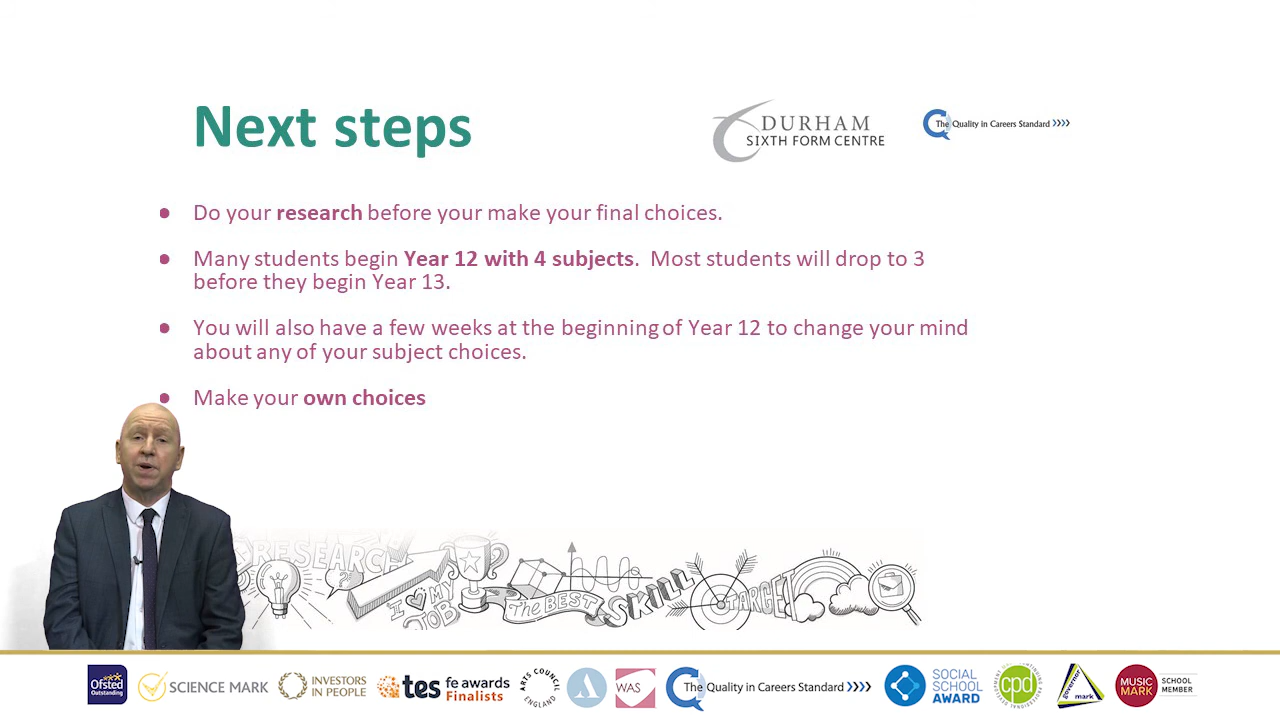 Next steps
DURHAM
SIXTH FORM CENTRE
The Quality in Careers Standard
● Do your research before your make your final choices.
● Many students begin Year 12 with 4 subjects. Most students will drop to 3
before they begin Year 13.
● You will also have a few weeks at the beginning of Year 12 to change your mind
about any of your subject choices.
● Make your own choices
RESEARCH
I MY
JOB
THE BEST
SKILL
TARGET
Ofsted
Outstanding
SCIENCE MARK
INVESTORS
IN PEOPLE
tes fe awards
Finalists
ARTS COUNCIL
ENGLAND
WAS
The Quality in Careers Standard
SOCIAL
SCHOOL
AWARD
cpd
governor
mark
MUSIC
MARK
SCHOOL
MEMBER